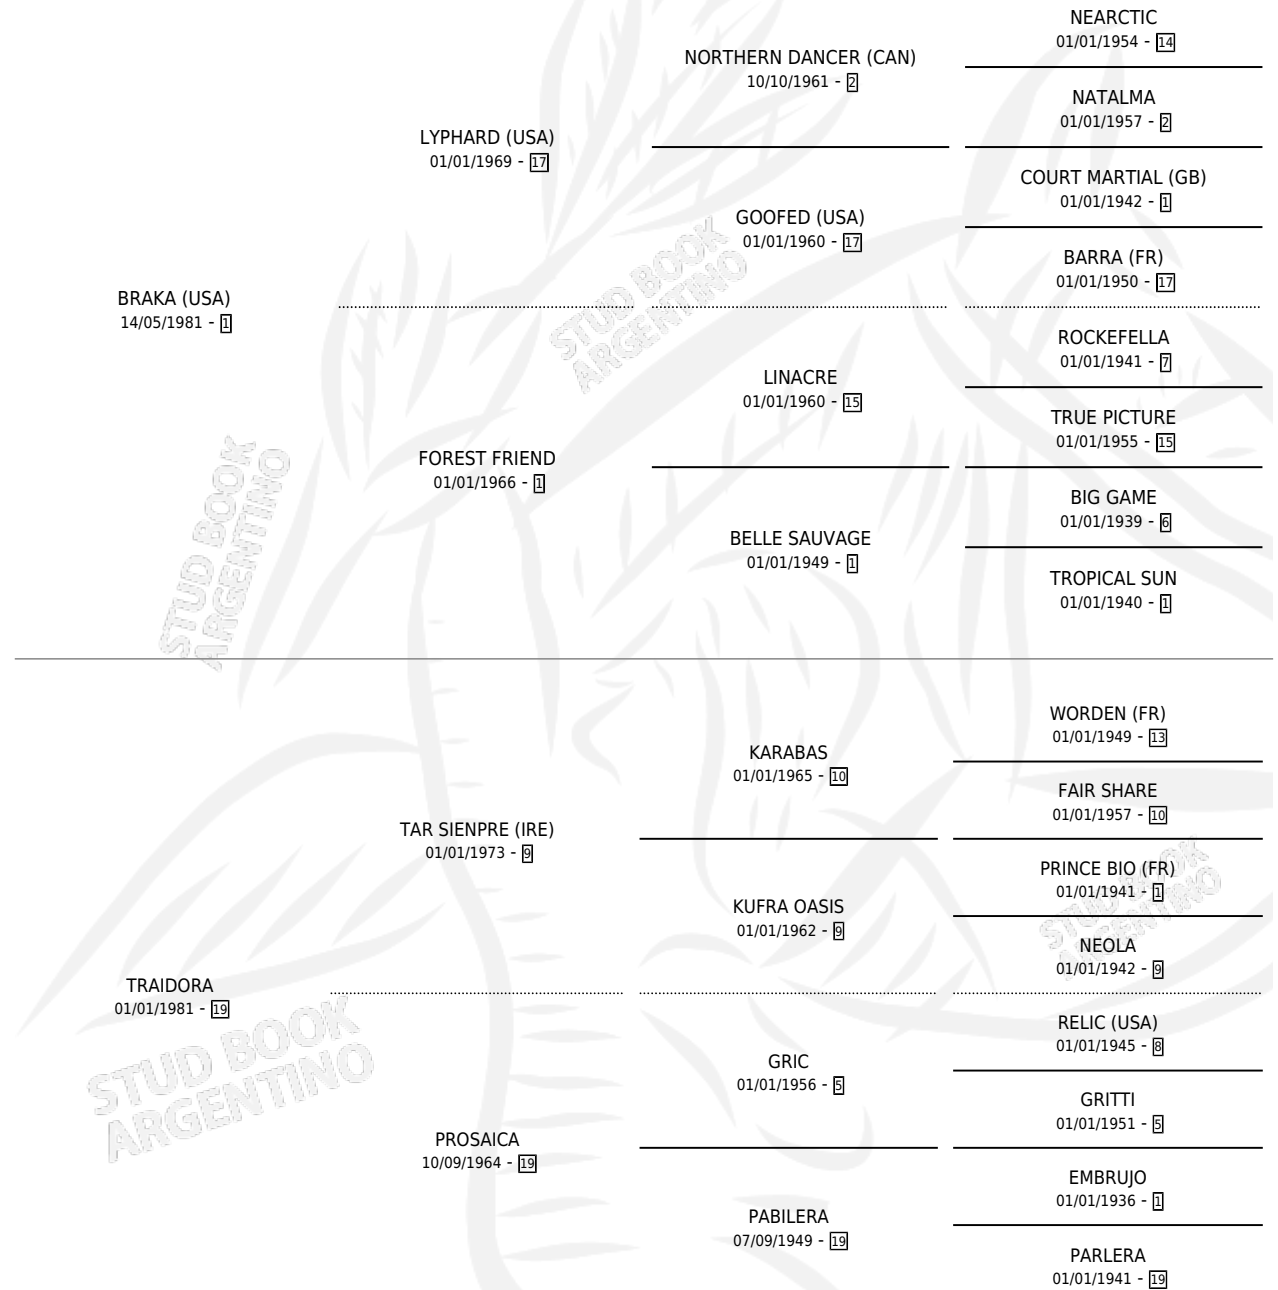 NEARCTIC
01/01/1954 - 14
NORTHERN DANCER (CAN)
10/10/1961 - 2
NATALMA
01/01/1957 - 2
LYPHARD (USA)
01/01/1969 - 17
COURT MARTIAL (GB)
01/01/1942 - 1
GOOFED (USA)
01/01/1960 - 17
BARRA (FR)
01/01/1950 - 17
BRAKA (USA)
14/05/1981 - 1
STUD BOOK
ARGENTINO
ROCKEFELLA
01/01/1941 - 7
LINACRE
01/01/1960 - 15
TRUE PICTURE
01/01/1955 - 15
FOREST FRIEND
01/01/1966 - 1
BIG GAME
01/01/1939 - 6
BELLE SAUVAGE
01/01/1949 - 1
TROPICAL SUN
01/01/1940 - 1
STUD BOOK
ARGENTINO
WORDEN (FR)
01/01/1949 - 13
KARABAS
01/01/1965 - 10
FAIR SHARE
01/01/1957 - 10
TAR SIENPRE (IRE)
01/01/1973 - 9
PRINCE BIO (FR)
01/01/1941 - 1
KUFRA OASIS
01/01/1962 - 9
STUD BOOK
ARGENTINO
NEOLA
01/01/1942 - 9
TRAIDORA
01/01/1981 - 19
RELIC (USA)
01/01/1945 - 8
GRIC
01/01/1956 - 5
STUD BOOK
ARGENTINO
GRITTI
01/01/1951 - 5
PROSAICA
10/09/1964 - 19
EMBRUJO
01/01/1936 - 1
PABILERA
07/09/1949 - 19
PARLERA
01/01/1941 - 19